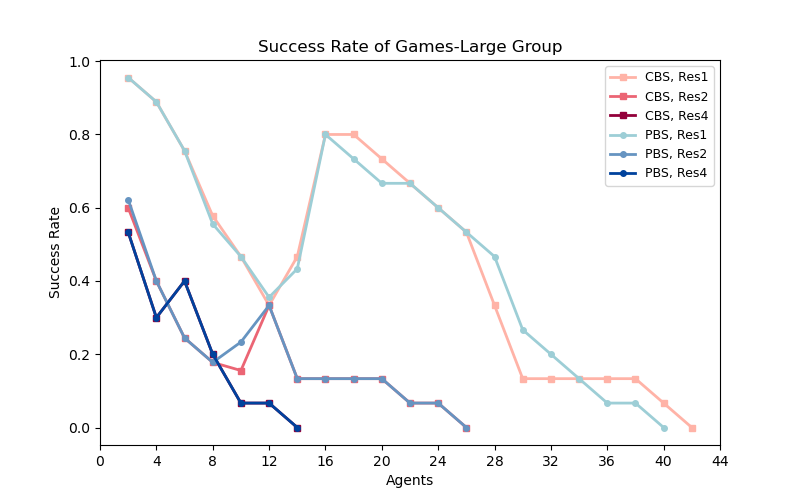 Success Rate of Games-Large Group
1.0
0.8
0.6
0.4
0.2
0.0
Success Rate
CBS, Res1
CBS, Res2
CBS, Res4
PBS, Res1
PBS, Res2
PBS, Res4
0 4 8 12 16 20 24 28 32 36 40 44
Agents